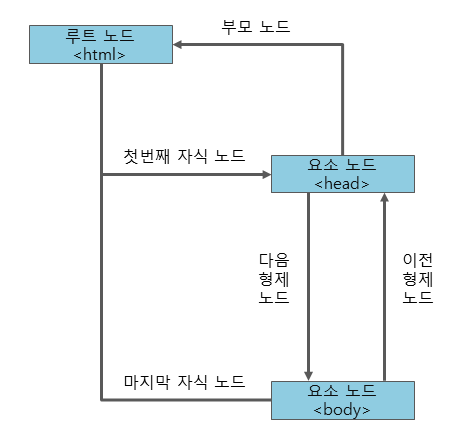 부모 노드
루트 노드
<html>
첫번째 자식 노드
요소 노드
<head>
다음
형제
노드
이전
형제
노드
마지막 자식 노드
요소 노드
<body>